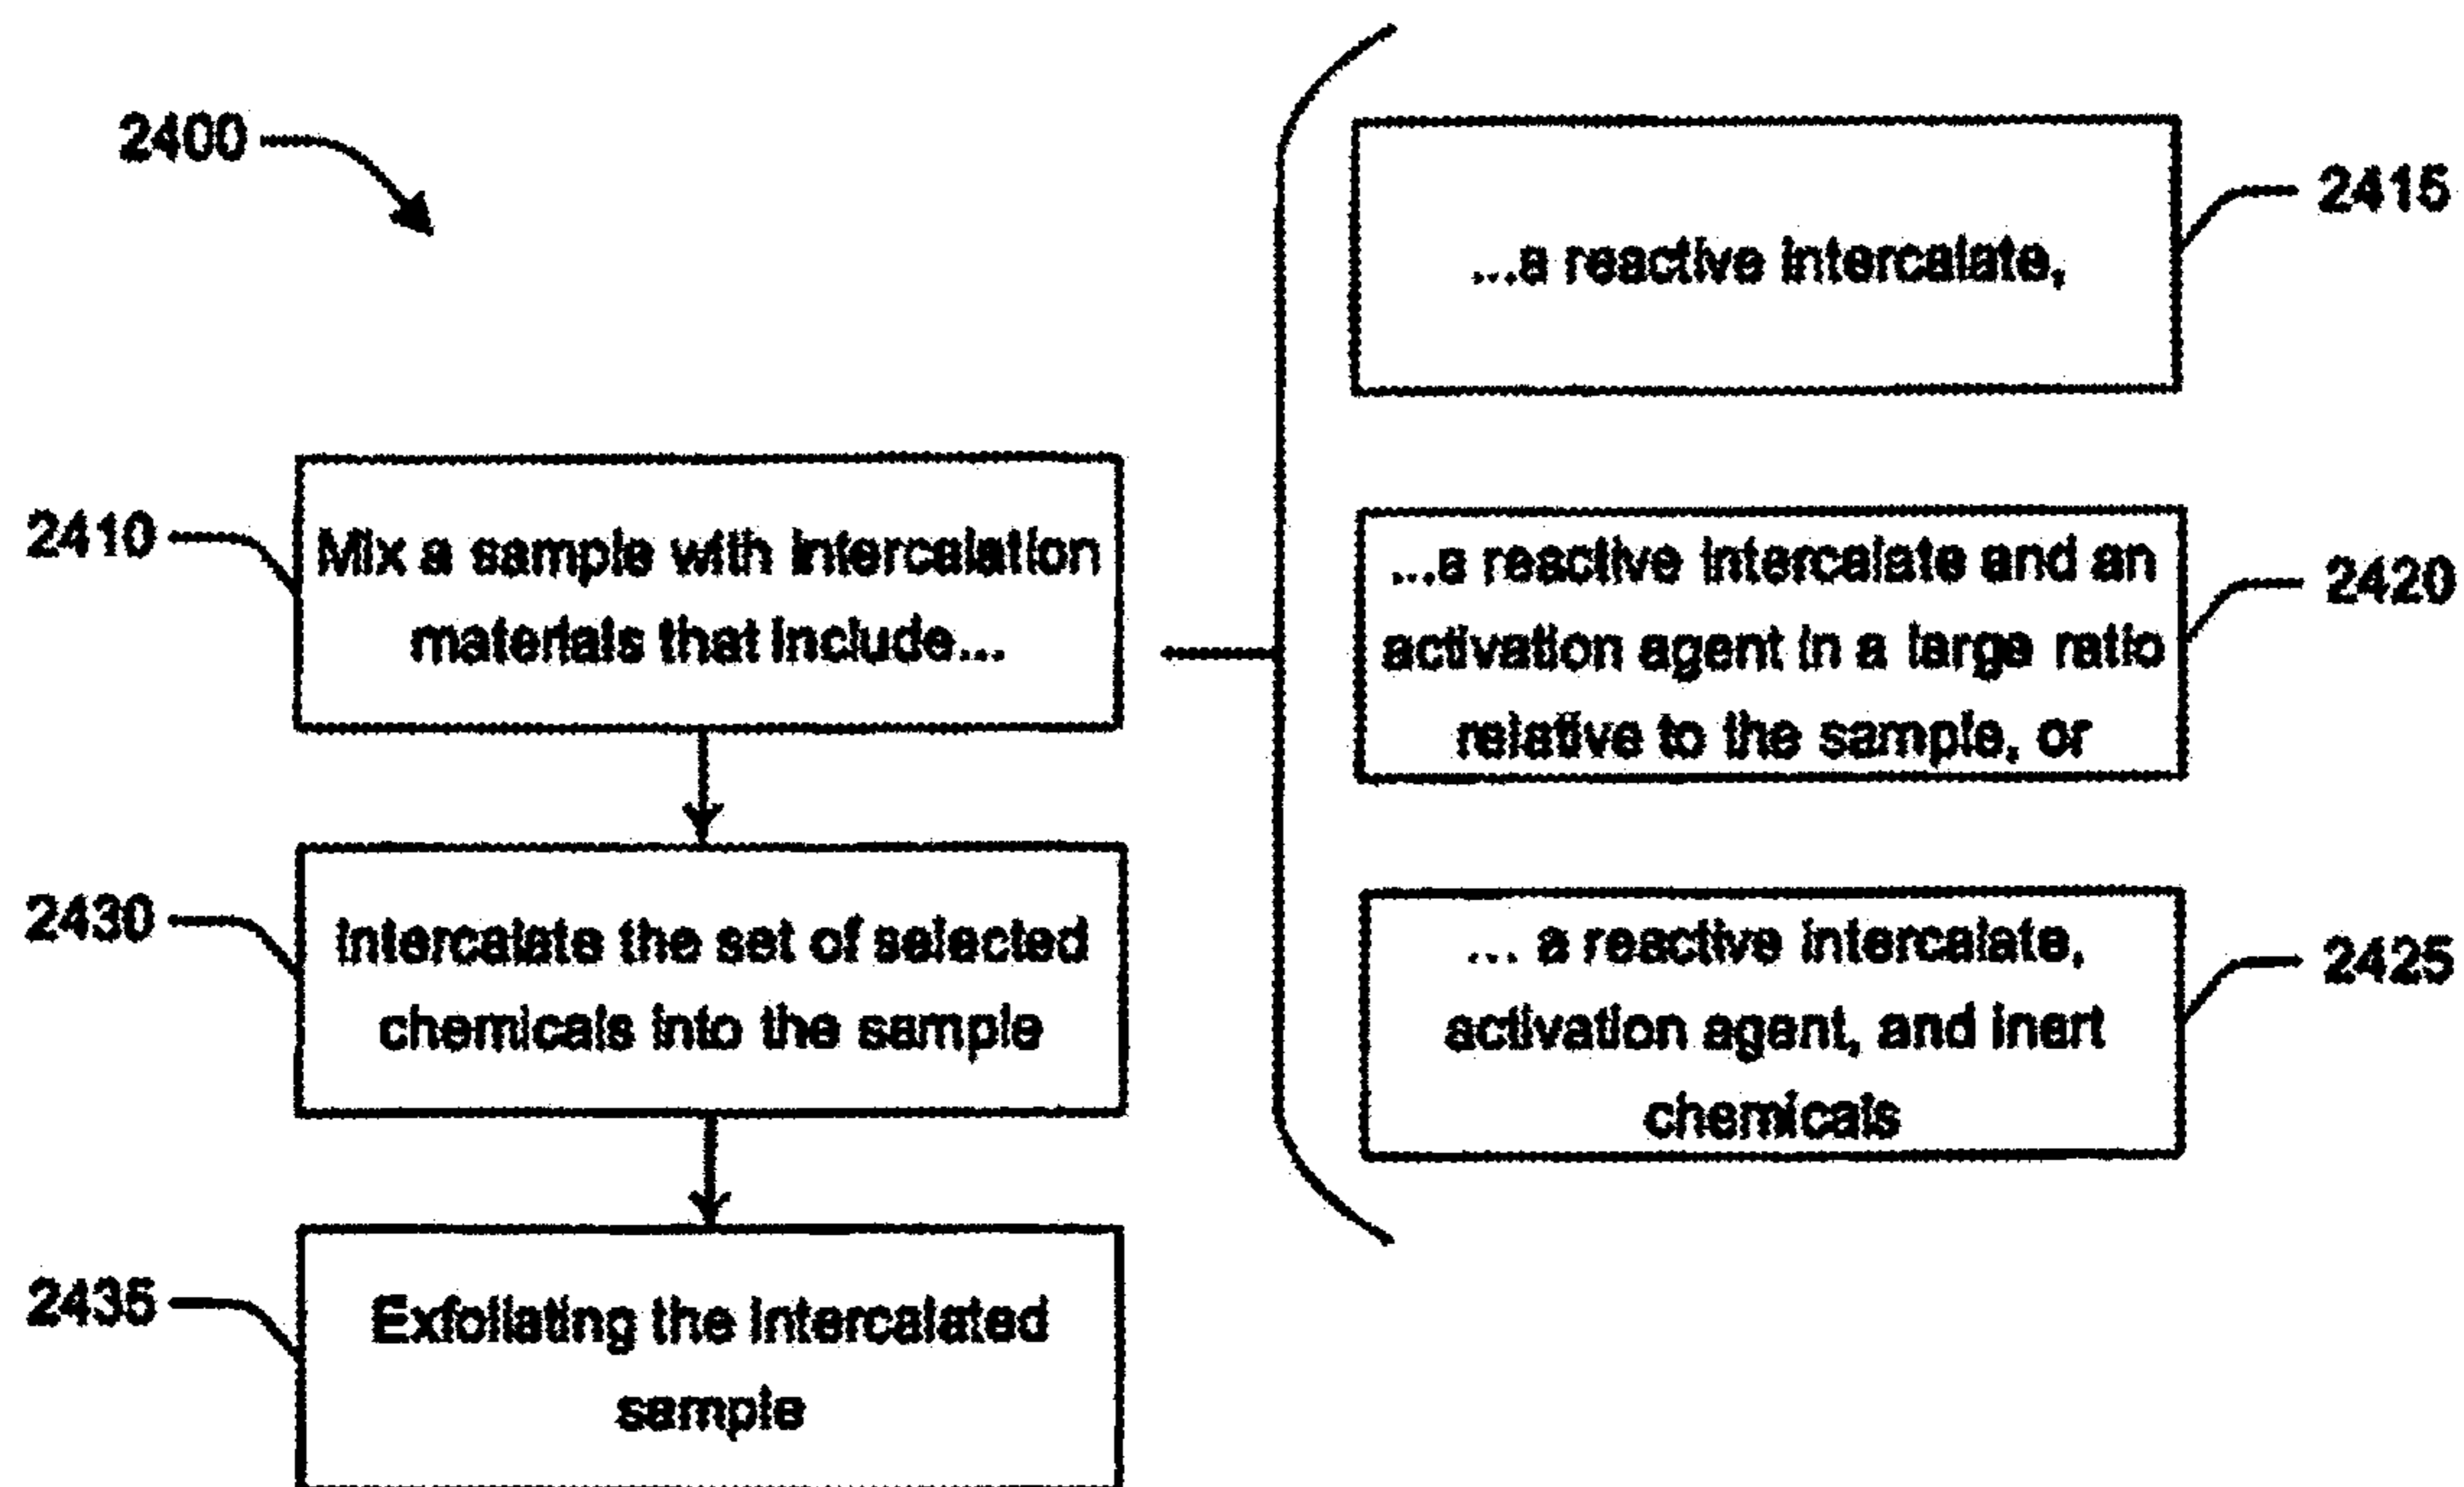 2400
2410
Mix a sample with intercalation
materials that include...
2430
Intercalate the set of selected
chemicals into the sample
2435
Exfoliating the intercalated
sample
...a reactive intercalate,
2415
...a reactive intercalate and an
activation agent in a large ratio
relative to the sample, or
2420
... a reactive intercalate,
activation agent, and inert
chemicals
2425